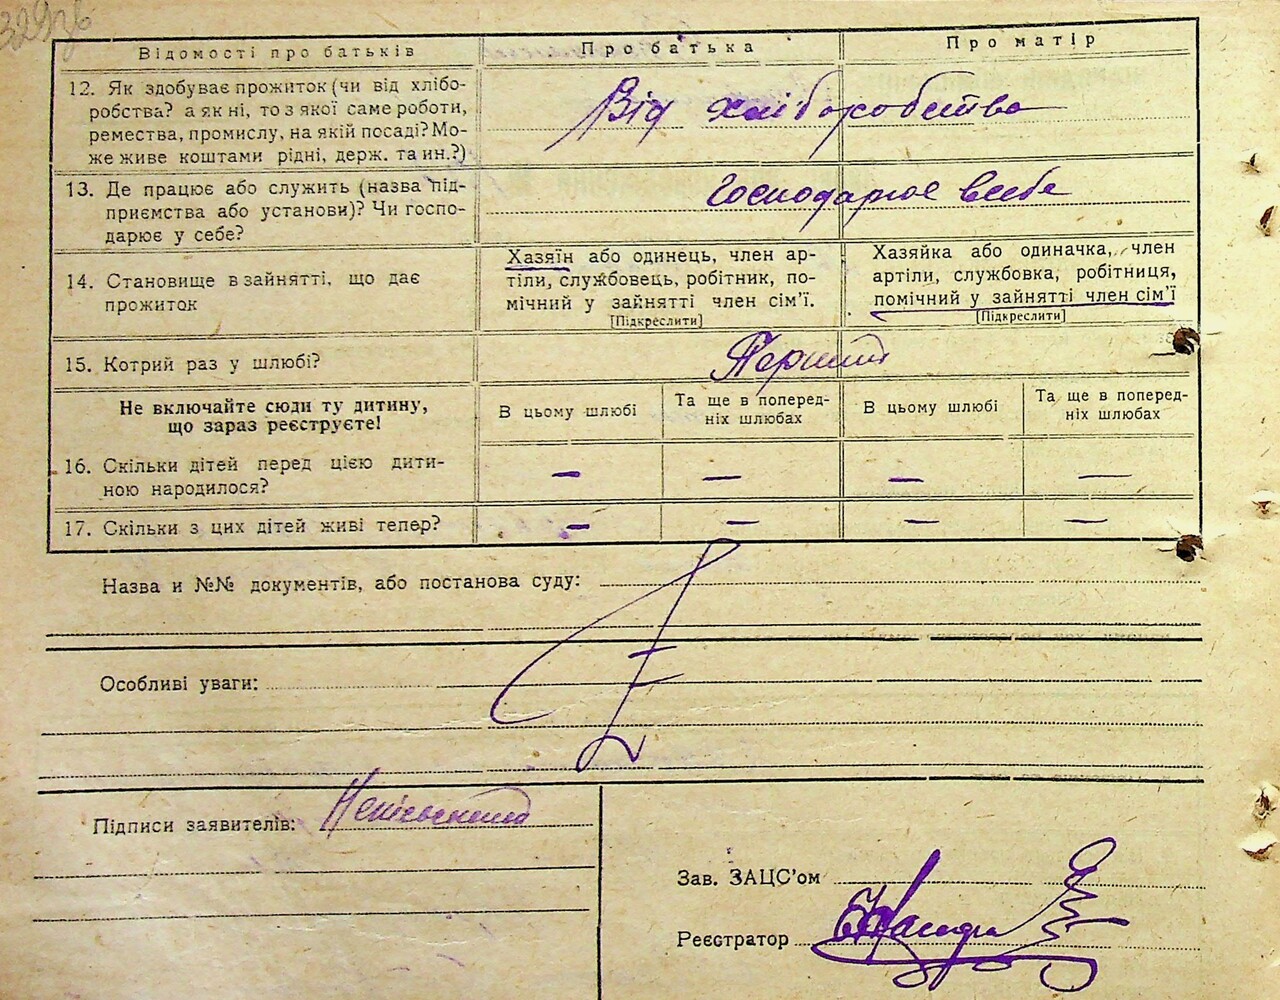 329зв
Відомості про батьків
Про батька
Про матір
12. Як здобуває прожиток (чи від хлібо-
робства? а як ні, то з якої саме роботи,
ремества, промислу, на якій посаді? Мо-
же живе коштами рідні, держ. та ин.?)
Від хліборобства
13. Де працює або служить (назва під-
приємства або установи)? Чи госпо-
дарює у себе?
Господарює в себе
14. Становище в зайнятті, що дає
прожиток
Хазяїн або одинець, член ар-
тіли, службовець, робітник, по-
мічний у зайнятті член сім'ї.
[Підкреслити]
Хазяйка або одиначка, член
артіли, службовка, робітниця,
помічний у зайнятті член сім'ї
[Підкреслити]
15. Котрий раз у шлюбі?
Перший
Не включайте сюди ту дитину,
що зараз реєструєте!
В цьому шлюбі
Та ще в поперед-
ніх шлюбах
В цьому шлюбі
Та ще в поперед-
ніх шлюбах
16. Скільки дітей перед цією дити-
ною народилося?
— — — —
17. Скільки з цих дітей живі тепер?
— — — —
Назва и №№ документів, або постанова суду:
Особливі уваги:
Підписи заявителів:
Зав. ЗАЦС'ом
Реєстратор